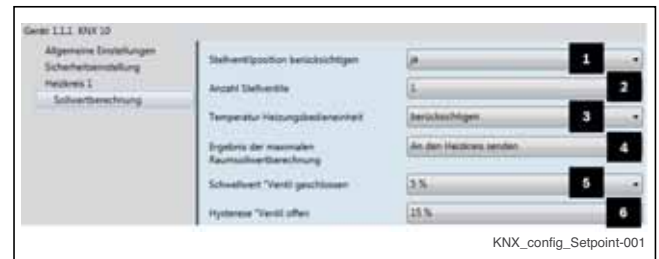 Gerät 1.1.1 KNX 10
Allgemeine Einstellungen
Sicherheitseinstellung
Heizkreis 1
Sollwertberechnung
Stellventilposition berücksichtigen
ja
1
Anzahl Stellventile
1
2
Temperatur Heizungsbedieneinheit
berücksichtigen
3
Ergebnis der maximalen
Raumsollwertberechnung
An den Heizkreis senden
4
Schwellwert "Ventil geschlossen
5 %
5
Hysterese "Ventil offen
15 %
6
KNX_config_Setpoint-001